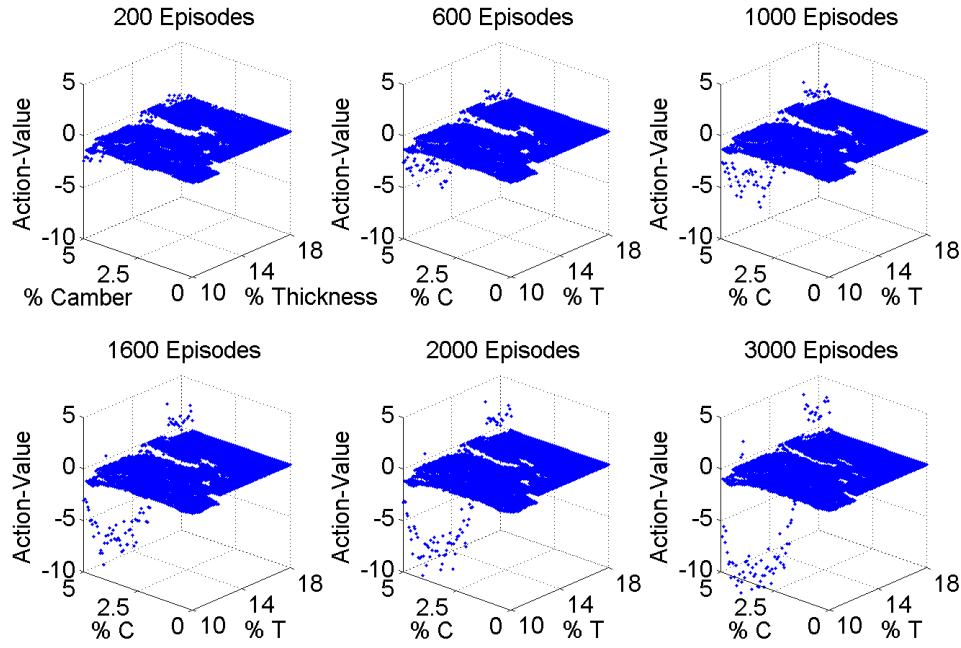 200 Episodes
600 Episodes
1000 Episodes
Action-Value
5
0
-5
-10
5
2.5
0
10
14
18
% Camber
% Thickness
Action-Value
5
0
-5
-10
5
2.5
0
10
14
18
% C
% T
Action-Value
5
0
-5
-10
5
2.5
0
10
14
18
% C
% T
1600 Episodes
2000 Episodes
3000 Episodes
Action-Value
5
0
-5
-10
5
2.5
0
10
14
18
% C
% T
Action-Value
5
0
-5
-10
5
2.5
0
10
14
18
% C
% T
Action-Value
5
0
-5
-10
5
2.5
0
10
14
18
% C
% T